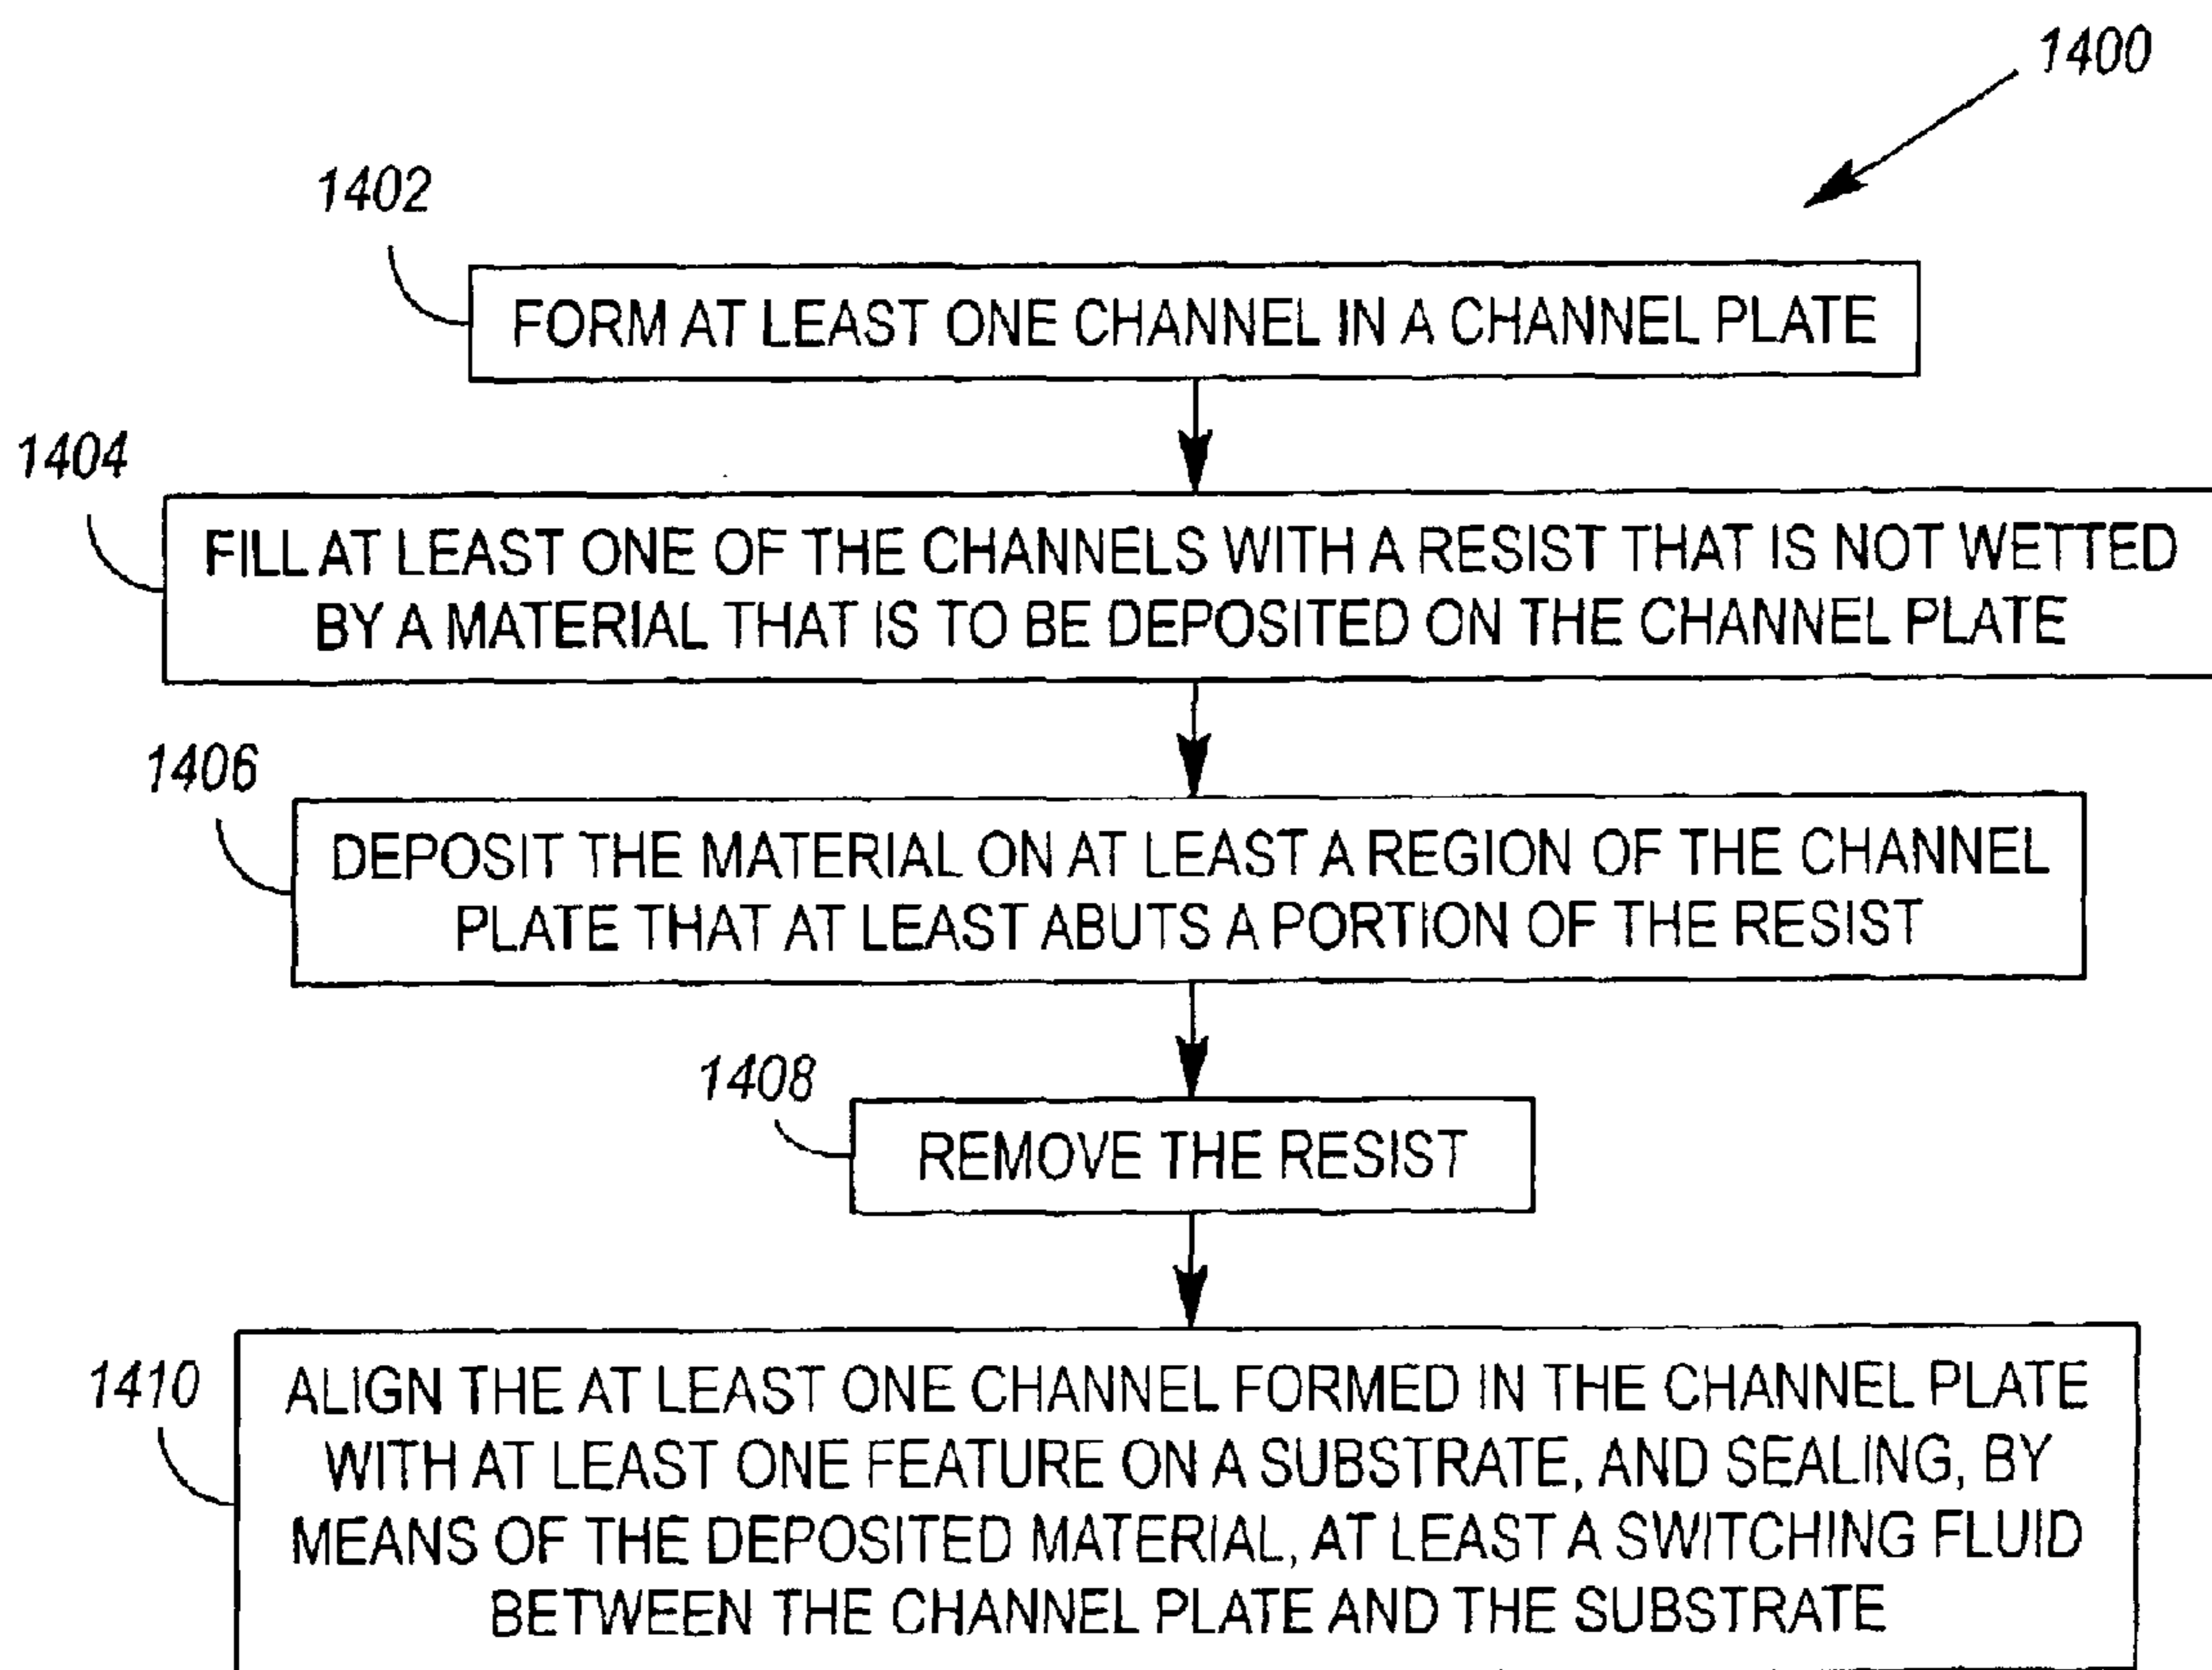 1400
1402
FORM AT LEAST ONE CHANNEL IN A CHANNEL PLATE
1404
FILL AT LEAST ONE OF THE CHANNELS WITH A RESIST THAT IS NOT WETTED
BY A MATERIAL THAT IS TO BE DEPOSITED ON THE CHANNEL PLATE
1406
DEPOSIT THE MATERIAL ON AT LEAST A REGION OF THE CHANNEL
PLATE THAT AT LEAST ABUTS A PORTION OF THE RESIST
1408
REMOVE THE RESIST
1410
ALIGN THE AT LEAST ONE CHANNEL FORMED IN THE CHANNEL PLATE
WITH AT LEAST ONE FEATURE ON A SUBSTRATE, AND SEALING, BY
MEANS OF THE DEPOSITED MATERIAL, AT LEAST A SWITCHING FLUID
BETWEEN THE CHANNEL PLATE AND THE SUBSTRATE